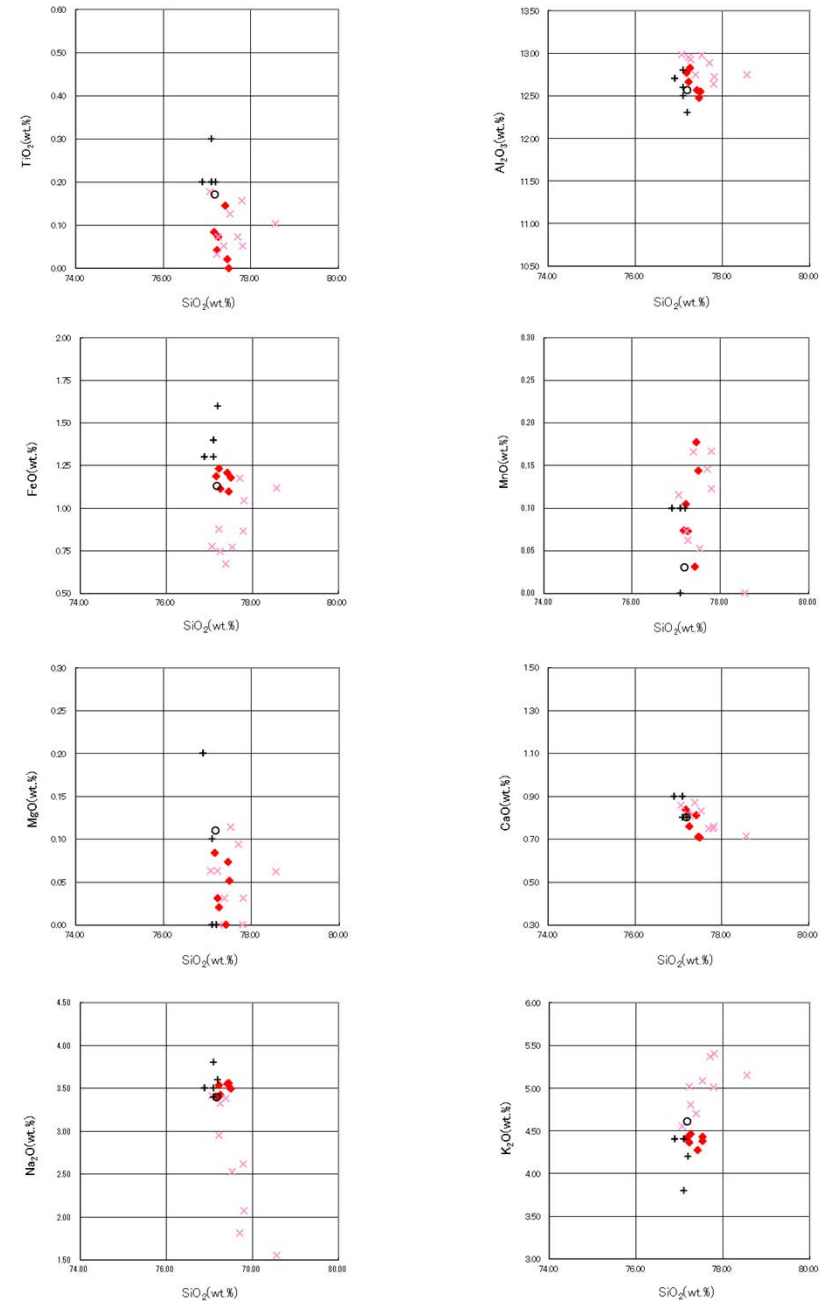 TiO2(wt.%)
0.60
0.50
0.40
0.30
0.20
0.10
0.00
74.00 76.00 78.00 80.00
SiO2(wt.%)
Al2O3(wt.%)
13.50
13.00
12.50
12.00
11.50
11.00
10.50
74.00 76.00 78.00 80.00
SiO2(wt.%)
FeO(wt.%)
2.00
1.75
1.50
1.25
1.00
0.75
0.50
74.00 76.00 78.00 80.00
SiO2(wt.%)
MnO(wt.%)
0.30
0.25
0.20
0.15
0.10
0.05
0.00
74.00 76.00 78.00 80.00
SiO2(wt.%)
MgO(wt.%)
0.30
0.25
0.20
0.15
0.10
0.05
0.00
74.00 76.00 78.00 80.00
SiO2(wt.%)
CaO(wt.%)
1.50
1.30
1.10
0.90
0.70
0.50
0.30
74.00 76.00 78.00 80.00
SiO2(wt.%)
Na2O(wt.%)
4.50
4.00
3.50
3.00
2.50
2.00
1.50
74.00 76.00 78.00 80.00
SiO2(wt.%)
K2O(wt.%)
6.00
5.50
5.00
4.50
4.00
3.50
3.00
74.00 76.00 78.00 80.00
SiO2(wt.%)